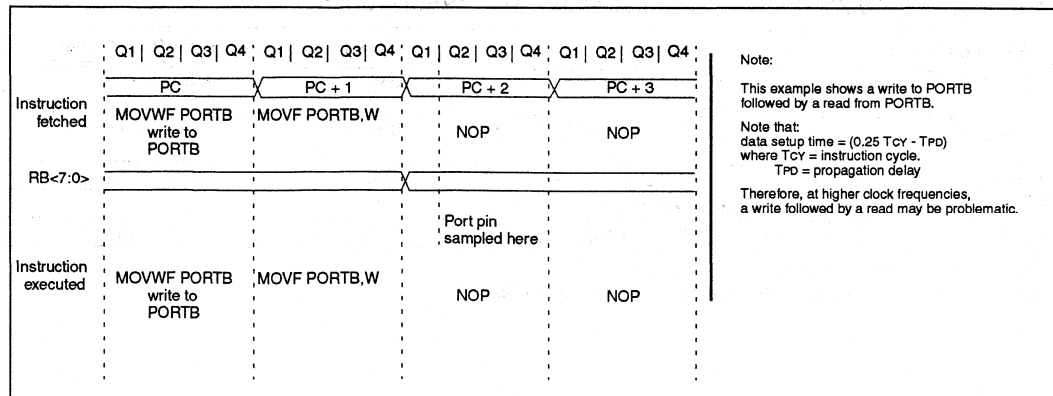 Q1 | Q2 | Q3 | Q4 Q1 | Q2 | Q3 | Q4 Q1 | Q2 | Q3 | Q4 Q1 | Q2 | Q3 | Q4
PC PC + 1 PC + 2 PC + 3
Instruction
fetched
MOVWF PORTB
write to
PORTB
MOVF PORTB,W
NOP
NOP
RB<7:0>
Port pin
sampled here
Instruction
executed
MOVWF PORTB
write to
PORTB
MOVF PORTB,W
NOP
NOP
Note:
This example shows a write to PORTB
followed by a read from PORTB.
Note that:
data setup time = (0.25 TCY - TPD)
where TCY = instruction cycle.
TPD = propagation delay
Therefore, at higher clock frequencies,
a write followed by a read may be problematic.